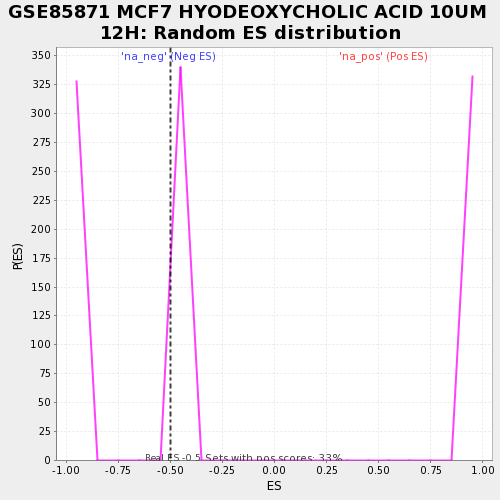 GSE85871 MCF7 HYODEOXYCHOLIC ACID 10UM
12H: Random ES distribution
'na_neg' (Neg ES)
'na_pos' (Pos ES)
350
325
300
275
250
225
200
175
150
125
100
75
50
25
0
P(ES)
Real ES -0.5 Sets with pos scores: 33%
-1.00 -0.75 -0.50 -0.25 0.00 0.25 0.50 0.75 1.00
ES